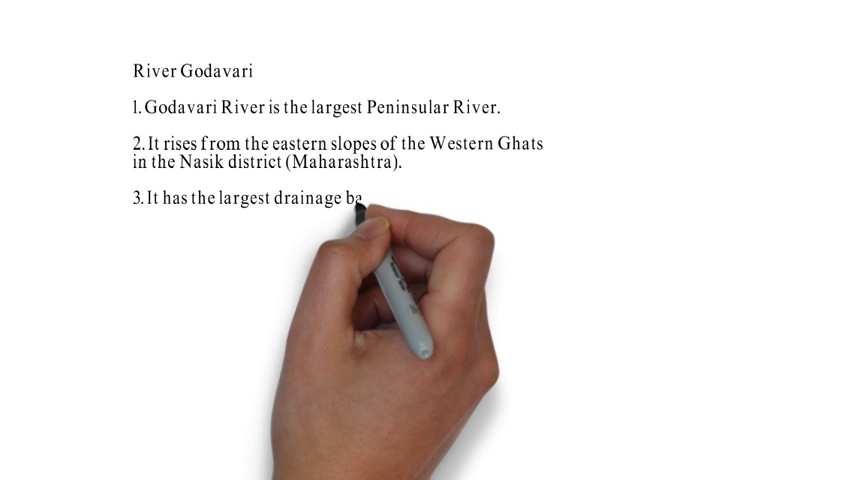 River Godavari
1. Godavari River is the largest Peninsular River.
2. It rises from the eastern slopes of the Western Ghats
in the Nasik district (Maharashtra).
3. It has the largest drainage ba